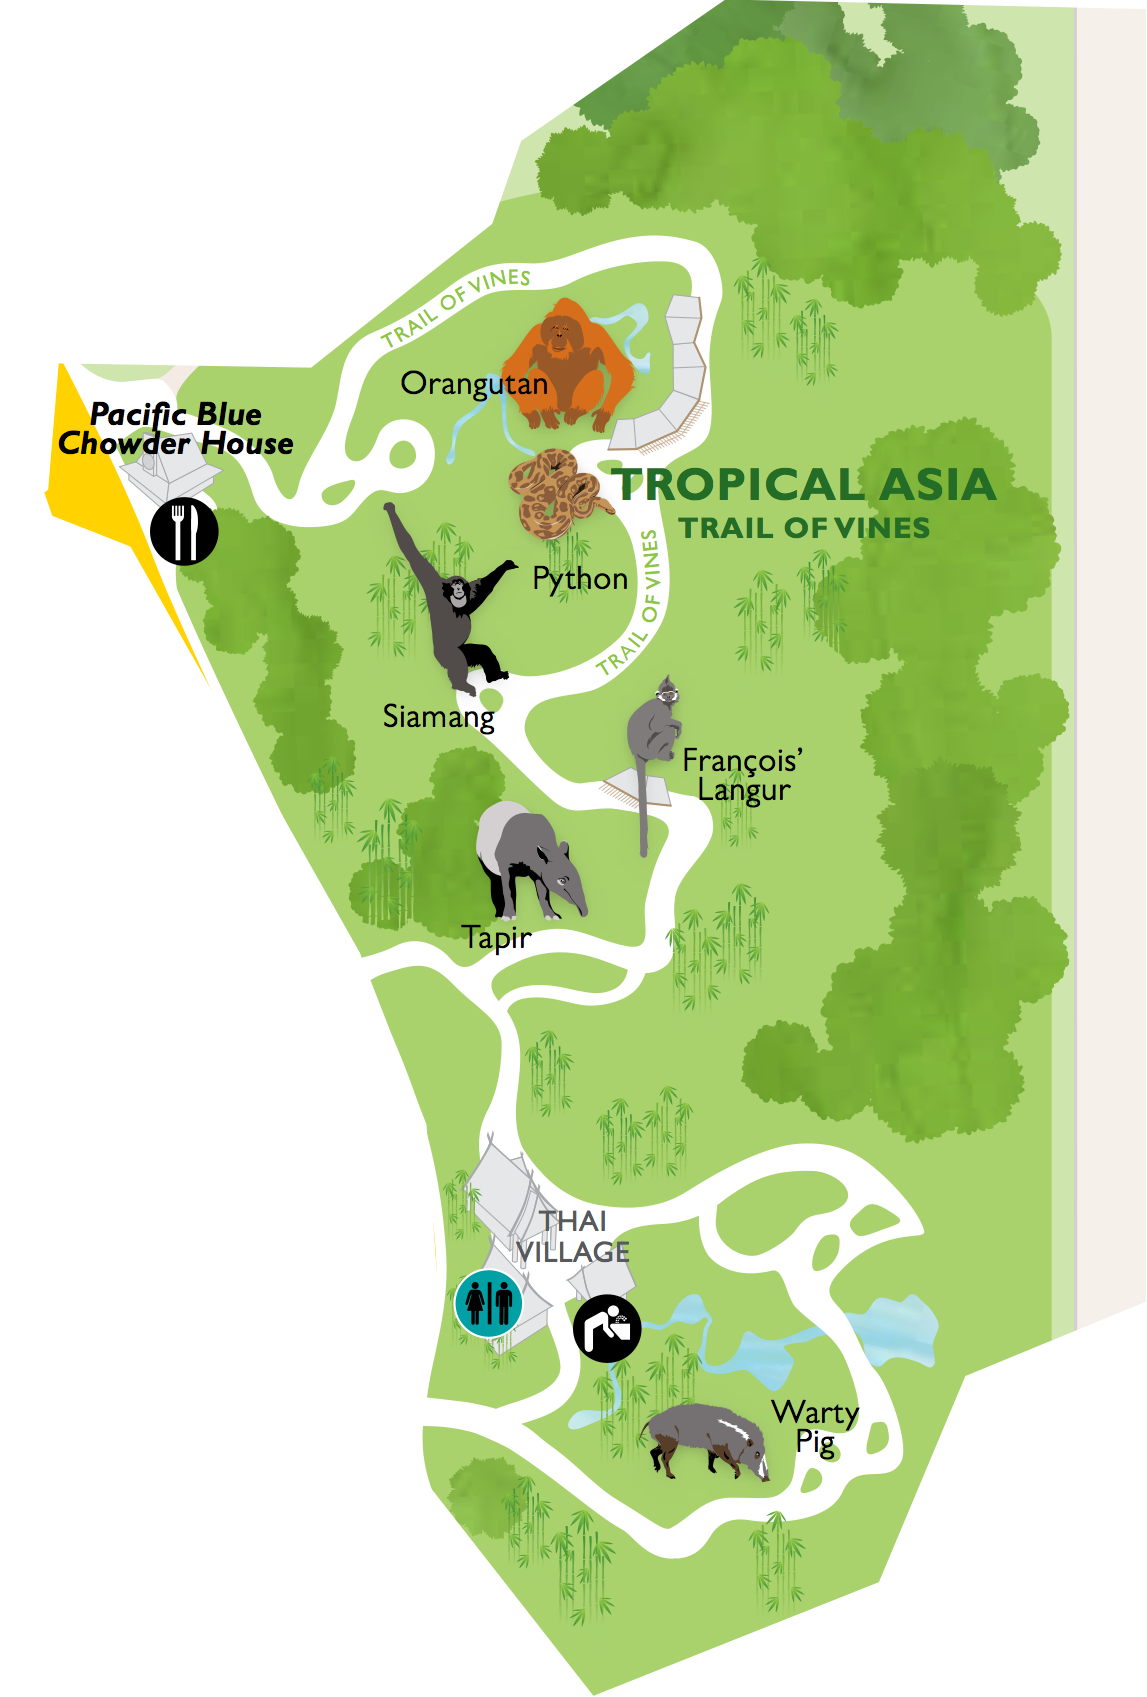 TRAIL OF VINES
Orangutan
Pacific Blue
Chowder House
TROPICAL ASIA
TRAIL OF VINES
Python
TRAIL OF VINES
Siamang
François’
Langur
Tapir
THAI
VILLAGE
Warty
Pig